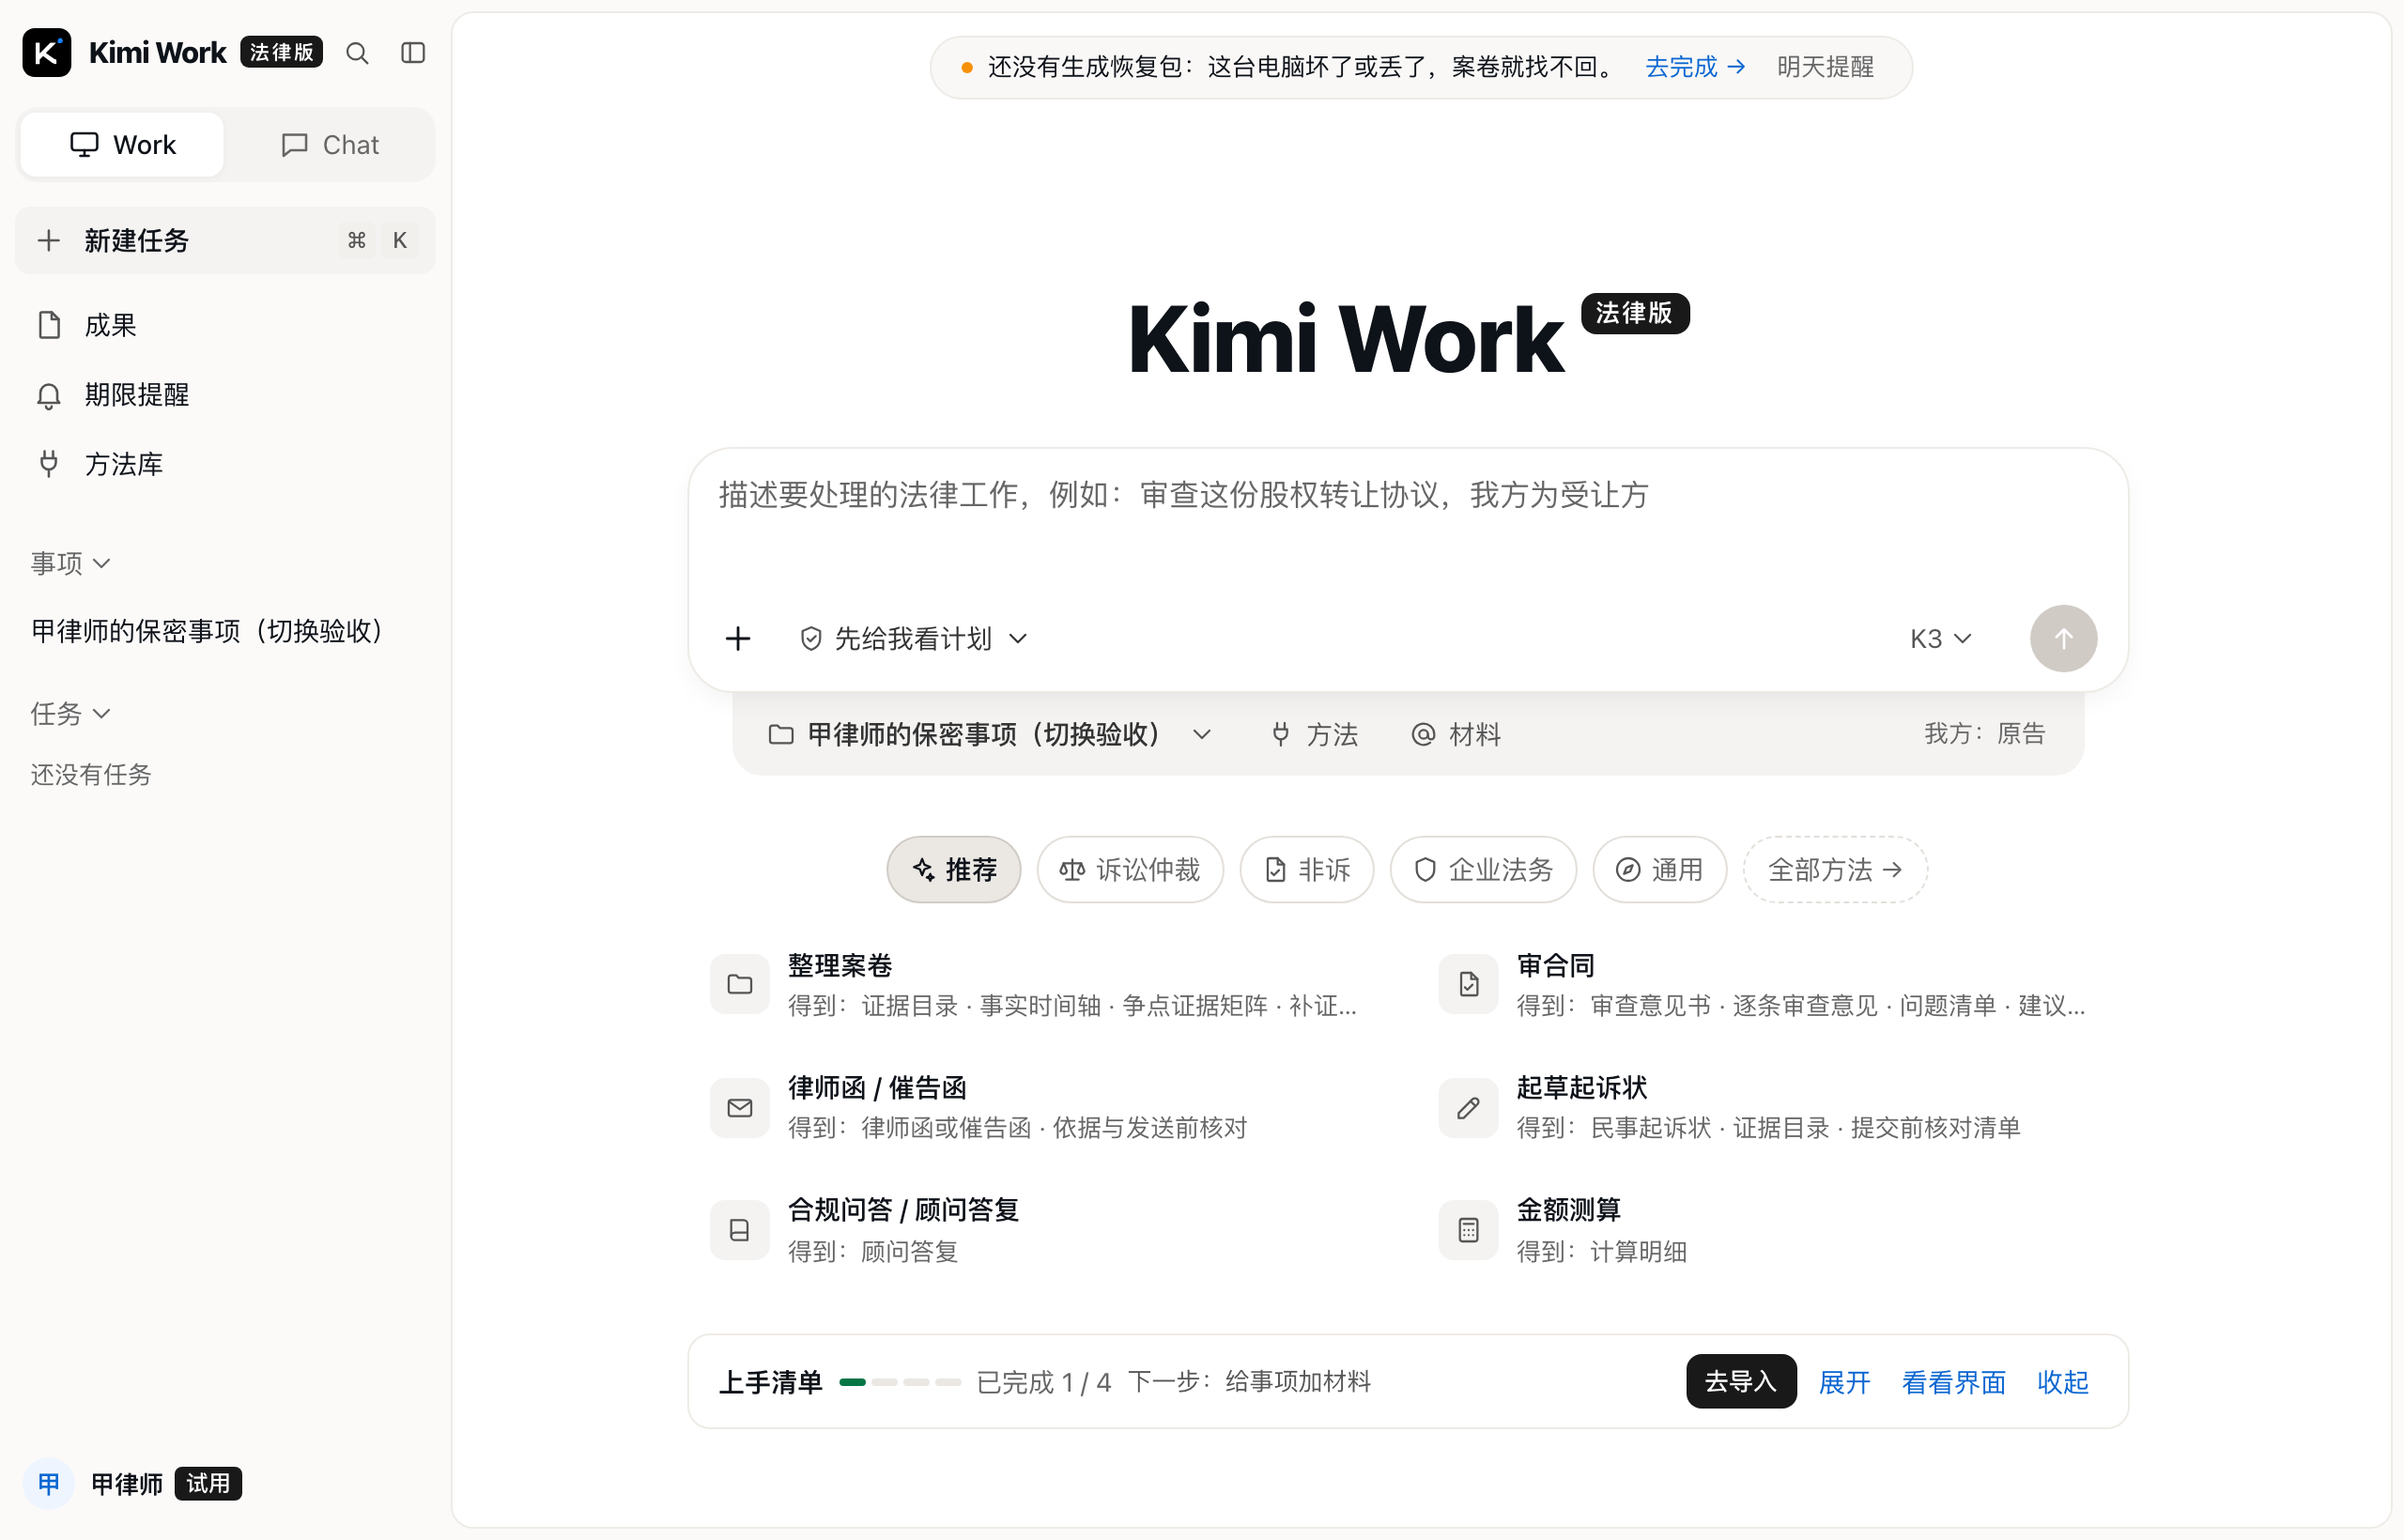 Kimi Work 法律版
Work
Chat
新建任务 ⌘ K
成果
期限提醒
方法库
事项
甲律师的保密事项（切换验收）
任务
还没有任务
甲 甲律师 试用
还没有生成恢复包：这台电脑坏了或丢了，案卷就找不回。 去完成 → 明天提醒
Kimi Work 法律版
描述要处理的法律工作，例如：审查这份股权转让协议，我方为受让方
先给我看计划
K3
甲律师的保密事项（切换验收） 方法 材料 我方：原告
推荐 诉讼仲裁 非诉 企业法务 通用 全部方法 →
整理案卷
得到：证据目录 · 事实时间轴 · 争点证据矩阵 · 补证...
审合同
得到：审查意见书 · 逐条审查意见 · 问题清单 · 建议...
律师函 / 催告函
得到：律师函或催告函 · 依据与发送前核对
起草起诉状
得到：民事起诉状 · 证据目录 · 提交前核对清单
合规问答 / 顾问答复
得到：顾问答复
金额测算
得到：计算明细
上手清单 已完成 1 / 4 下一步：给事项加材料 去导入 展开 看看界面 收起